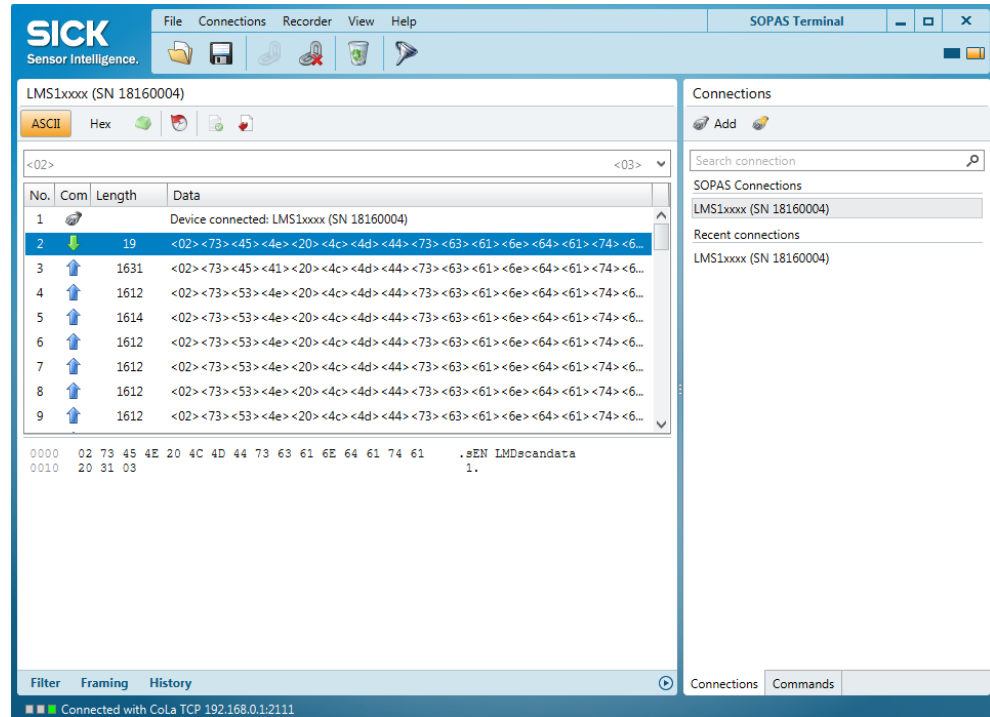 SICK
Sensor Intelligence.
File Connections Recorder View Help
SOPAS Terminal
LMS1xxxx (SN 18160004)
ASCII Hex
<02> <03>
No. Com Length Data
1 Device connected: LMS1xxxx (SN 18160004)
2 19 <02><73><45><4e><20><4c><4d><44><73><63><61><6e><64><61><74><6...
3 1631 <02><73><45><41><20><4c><4d><44><73><63><61><6e><64><61><74><6...
4 1612 <02><73><53><4e><20><4c><4d><44><73><63><61><6e><64><61><74><6...
5 1614 <02><73><53><4e><20><4c><4d><44><73><63><61><6e><64><61><74><6...
6 1612 <02><73><53><4e><20><4c><4d><44><73><63><61><6e><64><61><74><6...
7 1612 <02><73><53><4e><20><4c><4d><44><73><63><61><6e><64><61><74><6...
8 1612 <02><73><53><4e><20><4c><4d><44><73><63><61><6e><64><61><74><6...
9 1612 <02><73><53><4e><20><4c><4d><44><73><63><61><6e><64><61><74><6...
0000 02 73 45 4E 20 4C 4D 44 73 63 61 6E 64 61 74 61 .sEN LMDscandata
0010 20 31 03 1.
Filter Framing History
Connections
Add
Search connection
SOPAS Connections
LMS1xxxx (SN 18160004)
Recent connections
LMS1xxxx (SN 18160004)
Connections Commands
Connected with CoLa TCP 192.168.0.1:2111